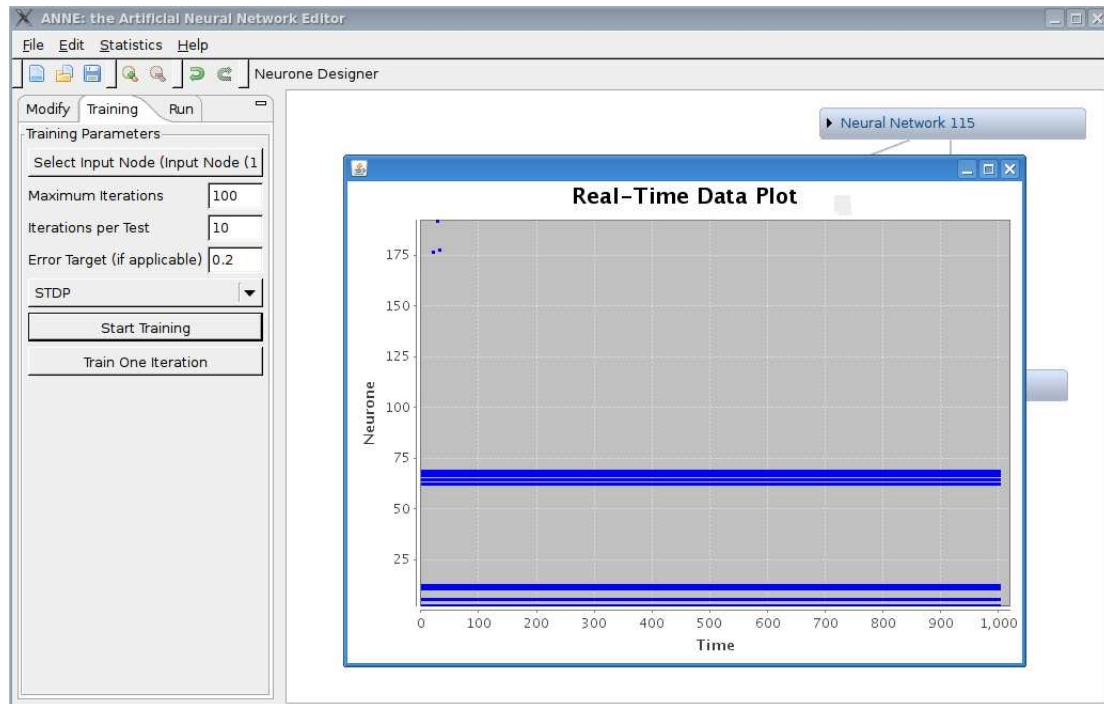 ANNE: the Artificial Neural Network Editor
File Edit Statistics Help
Neurone Designer
Modify Training Run
Training Parameters
Select Input Node (Input Node (1
Maximum Iterations 100
Iterations per Test 10
Error Target (if applicable) 0.2
STDP
Start Training
Train One Iteration
Neural Network 115
Real-Time Data Plot
Neurone
175
150
125
100
75
50
25
0 100 200 300 400 500 600 700 800 900 1,000
Time